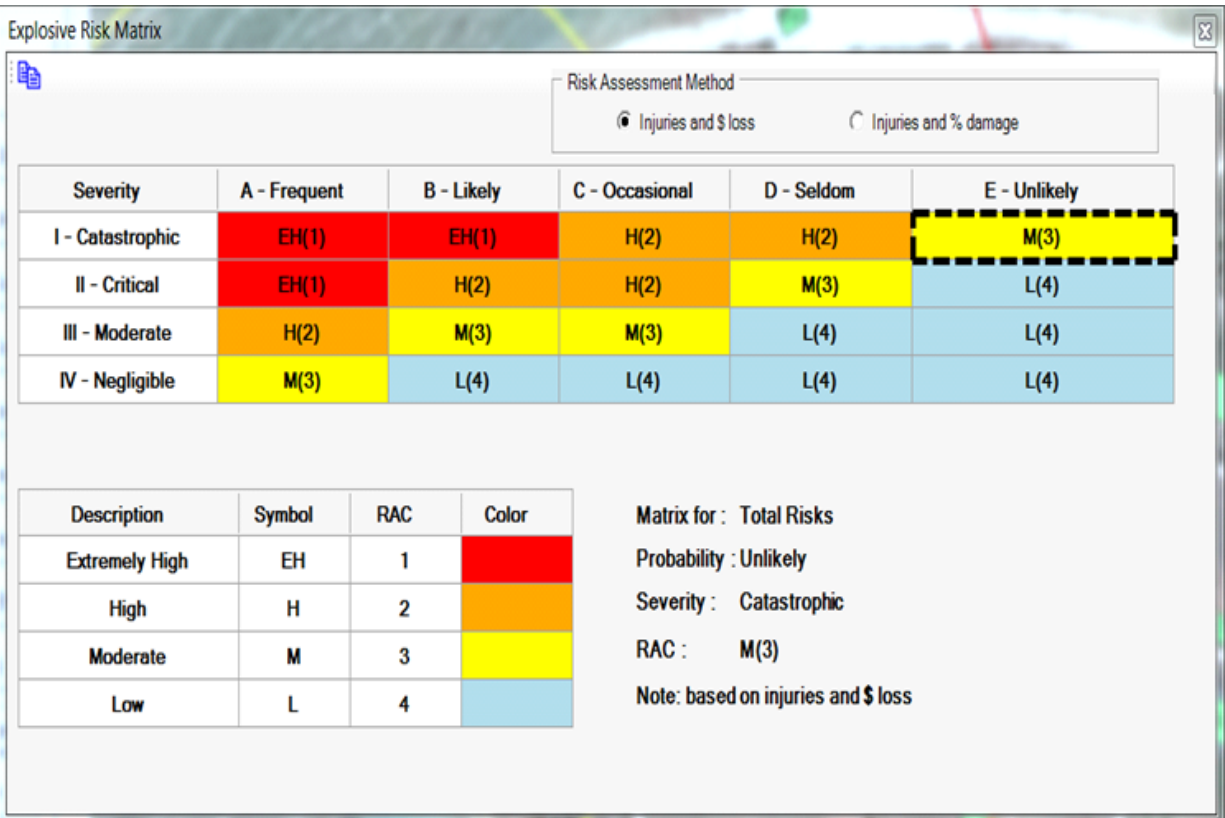 Explosive Risk Matrix
Risk Assessment Method
Injuries and $ loss Injuries and % damage
Severity A - Frequent B - Likely C - Occasional D - Seldom E - Unlikely
I - Catastrophic EH(1) EH(1) H(2) H(2) M(3)
II - Critical EH(1) H(2) H(2) M(3) L(4)
III - Moderate H(2) M(3) M(3) L(4) L(4)
IV - Negligible M(3) L(4) L(4) L(4) L(4)
Description Symbol RAC Color
Extremely High EH 1
High H 2
Moderate M 3
Low L 4
Matrix for : Total Risks
Probability : Unlikely
Severity : Catastrophic
RAC : M(3)
Note: based on injuries and $ loss